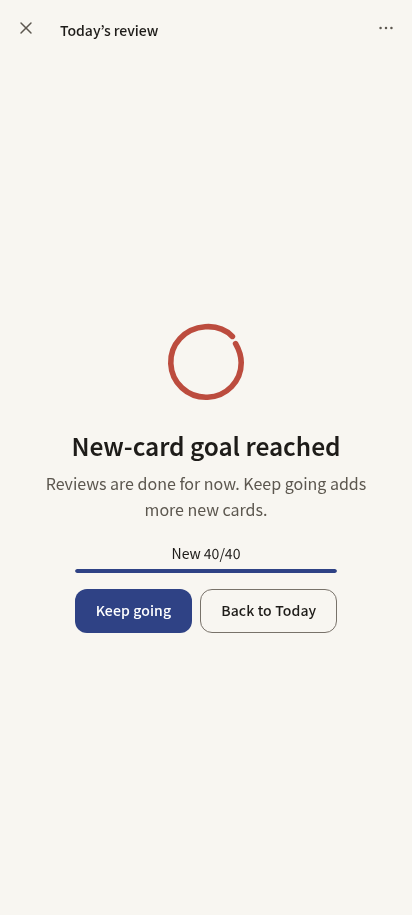 Today’s review
New-card goal reached
Reviews are done for now. Keep going adds
more new cards.
New 40/40
Keep going
Back to Today